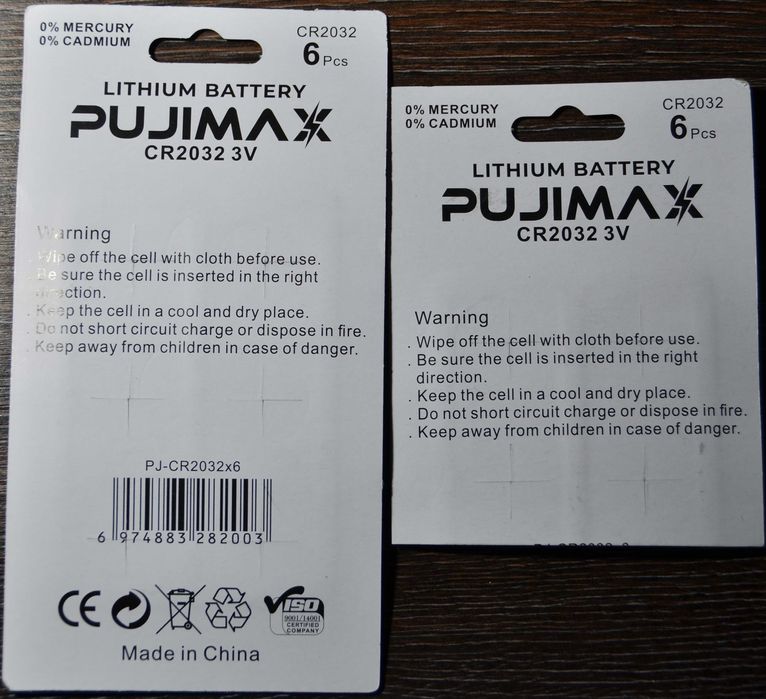 0% MERCURY
0% CADMIUM
CR2032
6 Pcs
LITHIUM BATTERY
PUJIMAX
CR2032 3V
Warning
. Wipe off the cell with cloth before use.
. Be sure the cell is inserted in the right
direction.
. Keep the cell in a cool and dry place.
. Do not short circuit charge or dispose in fire.
. Keep away from children in case of danger.
PJ-CR2032x6
6 974883 282003
CE
ISO
9001/14001
CERTIFIED
COMPANY
Made in China
0% MERCURY
0% CADMIUM
CR2032
6 Pcs
LITHIUM BATTERY
PUJIMAX
CR2032 3V
Warning
. Wipe off the cell with cloth before use.
. Be sure the cell is inserted in the right
direction.
. Keep the cell in a cool and dry place.
. Do not short circuit charge or dispose in fire.
. Keep away from children in case of danger.